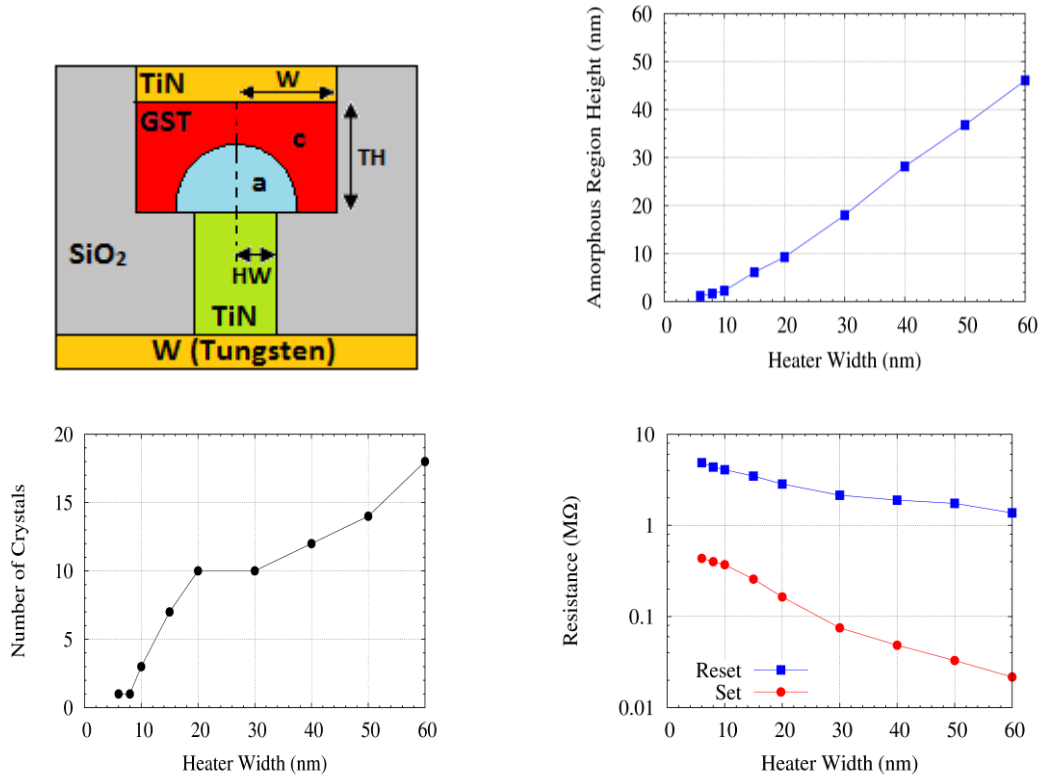 TiN
W
GST
c
TH
a
SiO₂
HW
TiN
W (Tungsten)
Amorphous Region Height (nm)
60
50
40
30
20
10
0
0 10 20 30 40 50 60
Heater Width (nm)
Number of Crystals
20
15
10
5
0
0 10 20 30 40 50 60
Heater Width (nm)
Resistance (MΩ)
10
1
0.1
0.01
Reset
Set
0 10 20 30 40 50 60
Heater Width (nm)